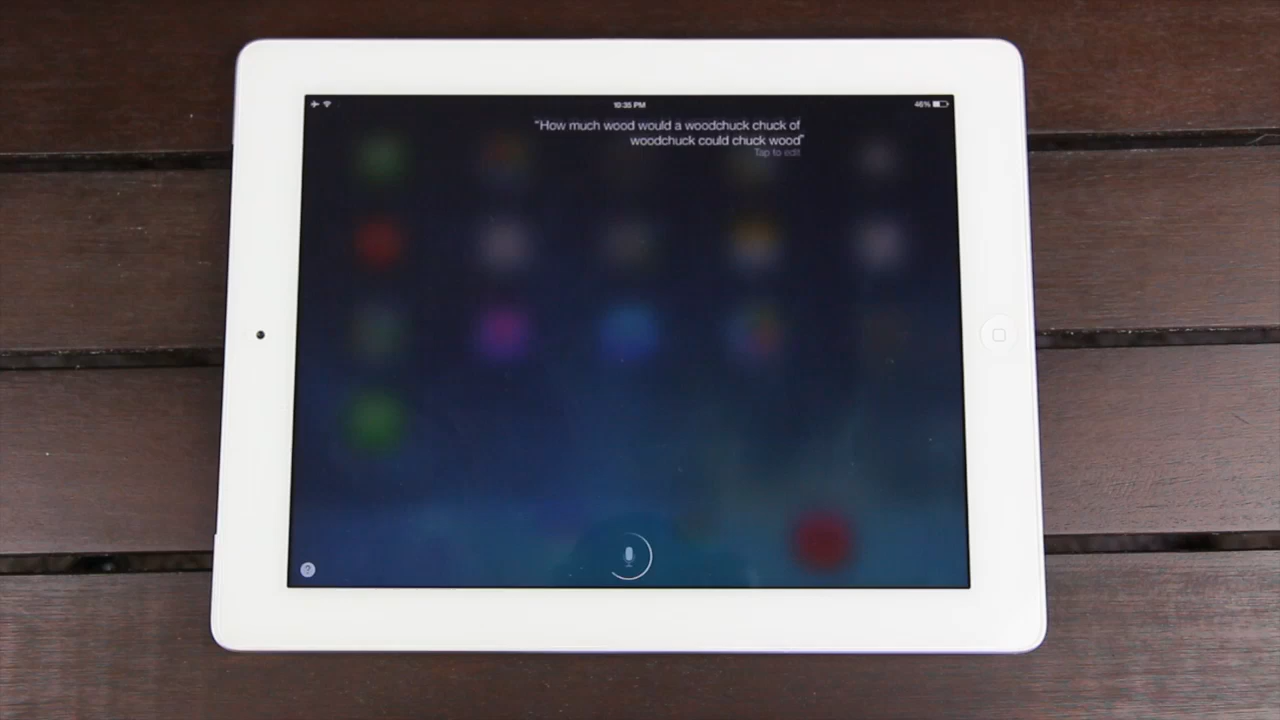 10:35 PM
46%
“How much wood would a woodchuck chuck of
woodchuck could chuck wood”
Tap to edit
?